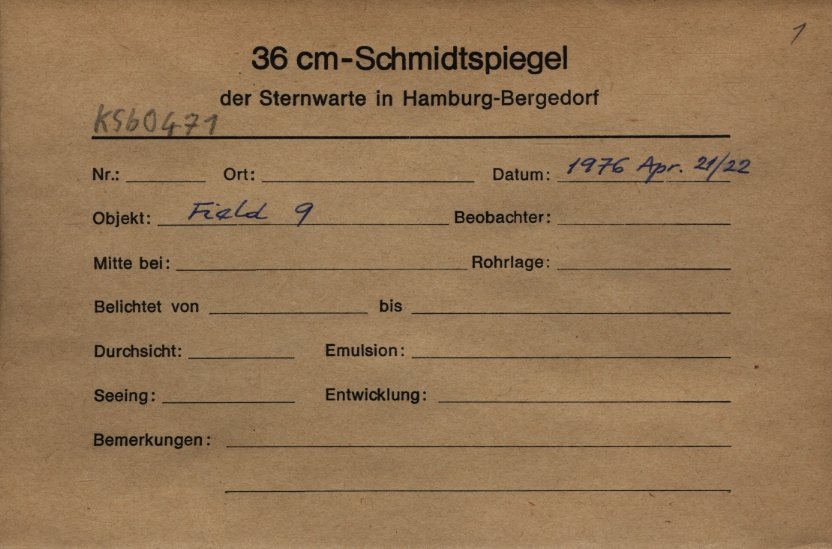 1
36 cm-Schmidtspiegel
der Sternwarte in Hamburg-Bergedorf
KSb0471
Nr.: Ort: Datum: 1976 Apr. 21/22
Objekt: Field 9 Beobachter:
Mitte bei: Rohrlage:
Belichtet von bis
Durchsicht: Emulsion:
Seeing: Entwicklung:
Bemerkungen: